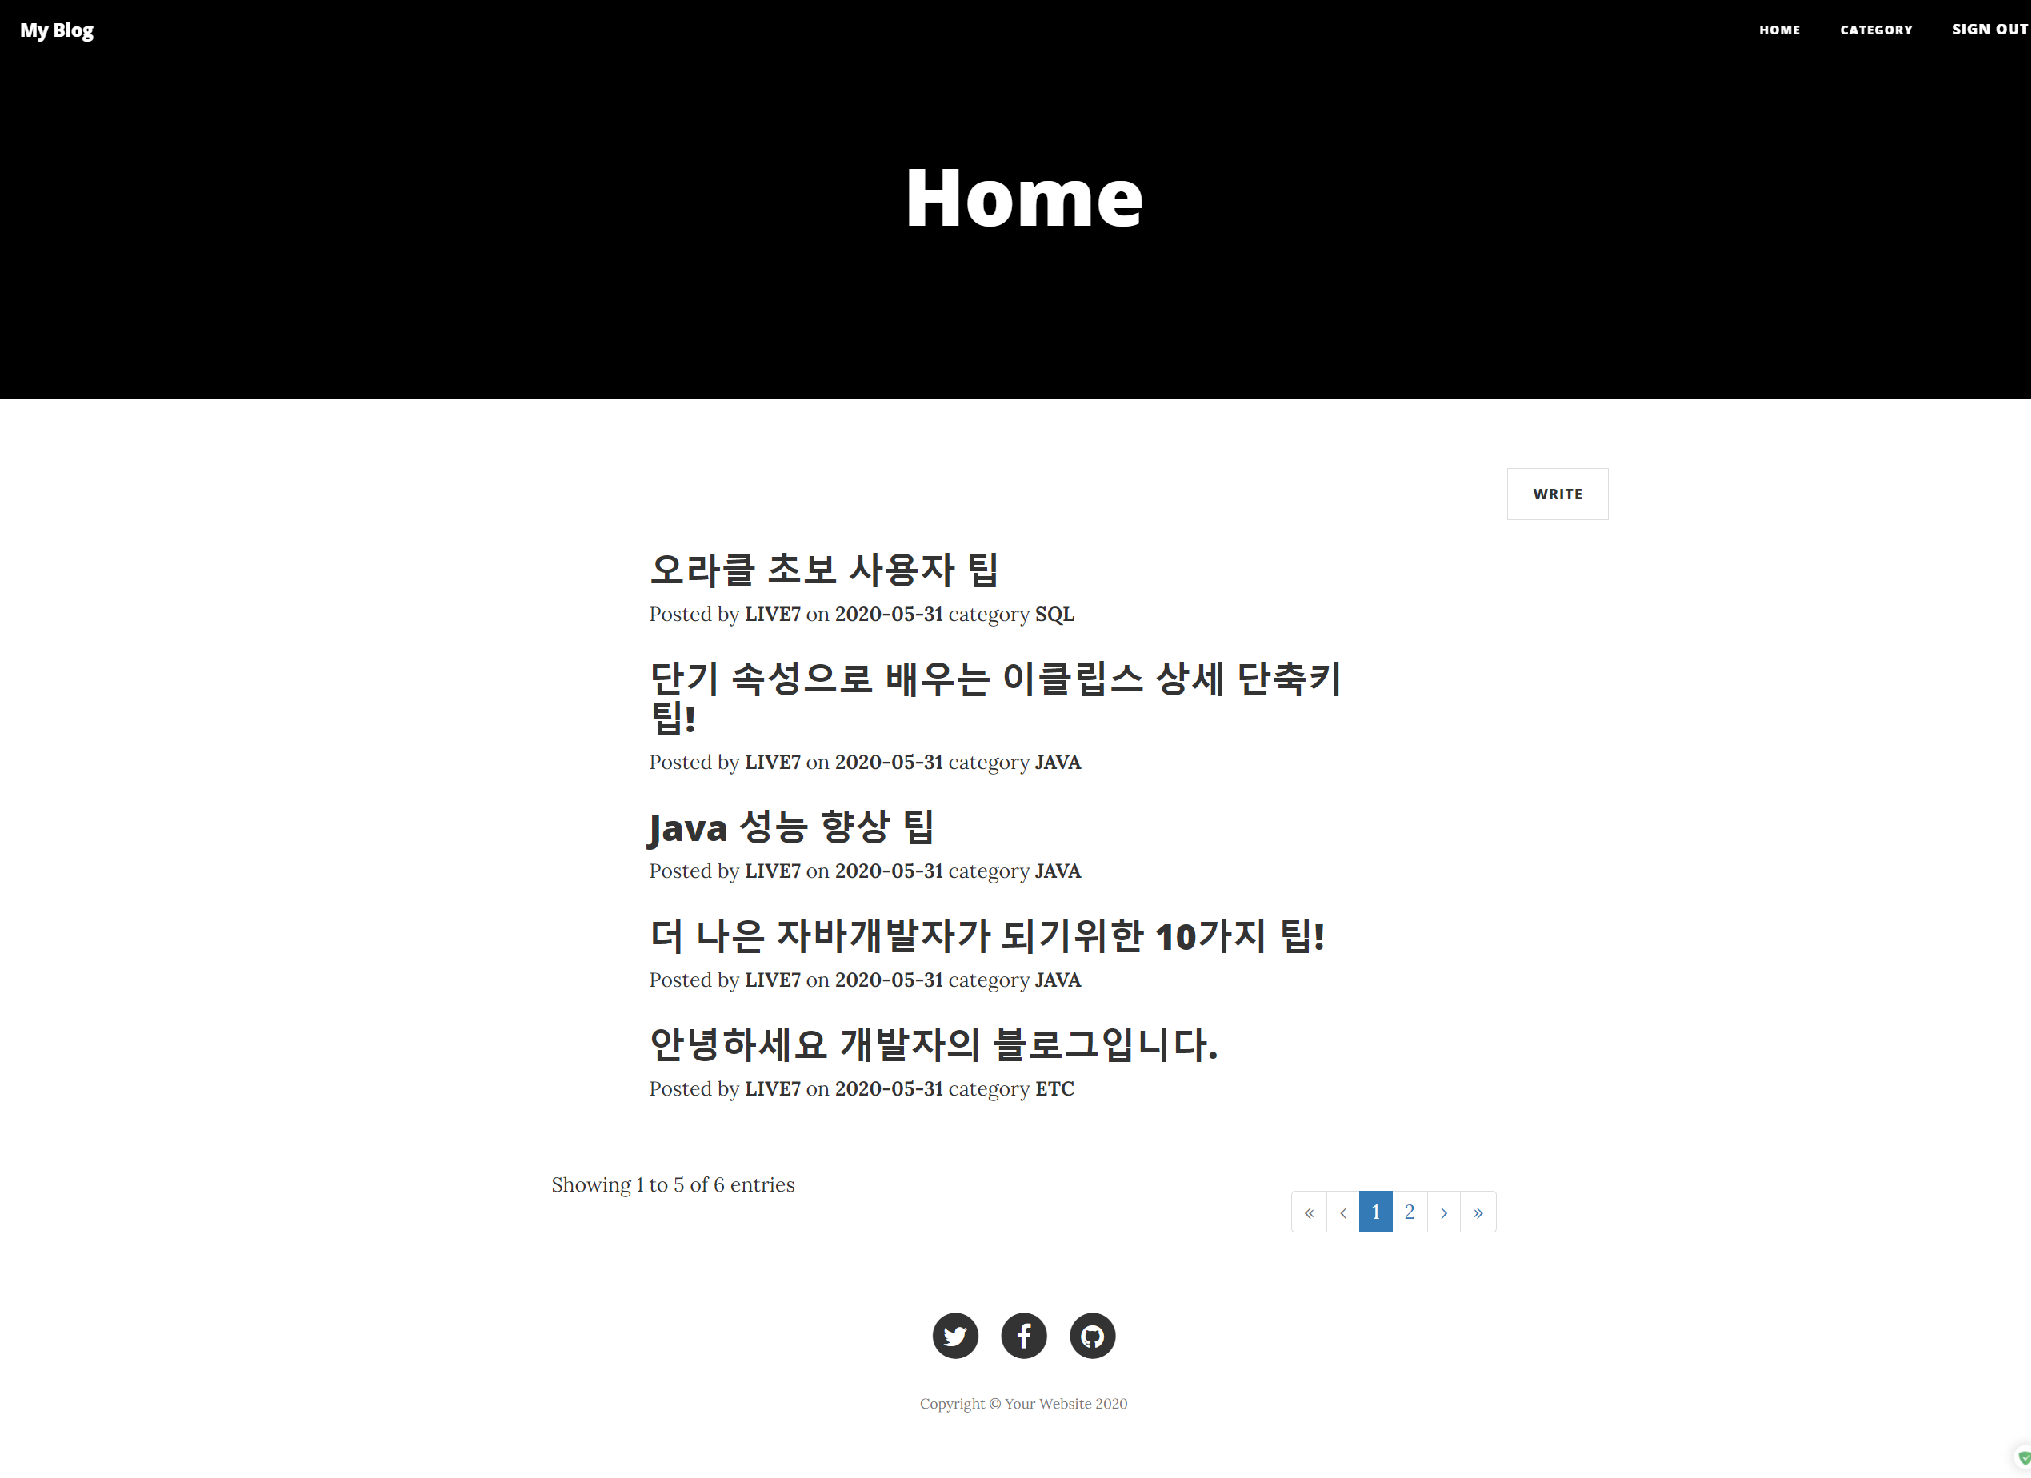 My Blog
HOME CATEGORY SIGN OUT
Home
WRITE
오라클 초보 사용자 팁
Posted by LIVE7 on 2020-05-31 category SQL
단기 속성으로 배우는 이클립스 상세 단축키
팁!
Posted by LIVE7 on 2020-05-31 category JAVA
Java 성능 향상 팁
Posted by LIVE7 on 2020-05-31 category JAVA
더 나은 자바개발자가 되기위한 10가지 팁!
Posted by LIVE7 on 2020-05-31 category JAVA
안녕하세요 개발자의 블로그입니다.
Posted by LIVE7 on 2020-05-31 category ETC
Showing 1 to 5 of 6 entries
« ‹ 1 2 › »
Copyright © Your Website 2020